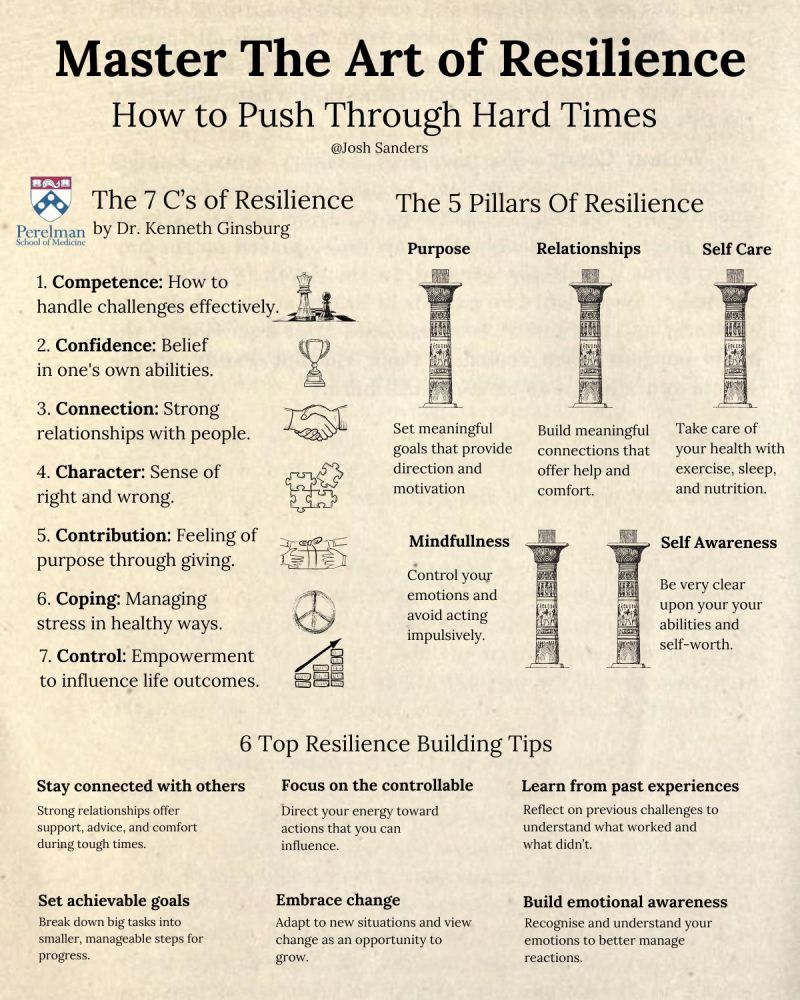 Master The Art of Resilience
How to Push Through Hard Times
@Josh Sanders
Perelman
School of Medicine
The 7 C's of Resilience
by Dr. Kenneth Ginsburg
1. Competence: How to
handle challenges effectively.
2. Confidence: Belief
in one's own abilities.
3. Connection: Strong
relationships with people.
4. Character: Sense of
right and wrong.
5. Contribution: Feeling of
purpose through giving.
6. Coping: Managing
stress in healthy ways.
7. Control: Empowerment
to influence life outcomes.
The 5 Pillars Of Resilience
Purpose
Set meaningful
goals that provide
direction and
motivation
Relationships
Build meaningful
connections that
offer help and
comfort.
Self Care
Take care of
your health with
exercise, sleep,
and nutrition.
Mindfullness
Control your
emotions and
avoid acting
impulsively.
Self Awareness
Be very clear
upon your your
abilities and
self-worth.
6 Top Resilience Building Tips
Stay connected with others
Strong relationships offer
support, advice, and comfort
during tough times.
Focus on the controllable
Direct your energy toward
actions that you can
influence.
Learn from past experiences
Reflect on previous challenges to
understand what worked and
what didn't.
Set achievable goals
Break down big tasks into
smaller, manageable steps for
progress.
Embrace change
Adapt to new situations and view
change as an opportunity to
grow.
Build emotional awareness
Recognise and understand your
emotions to better manage
reactions.